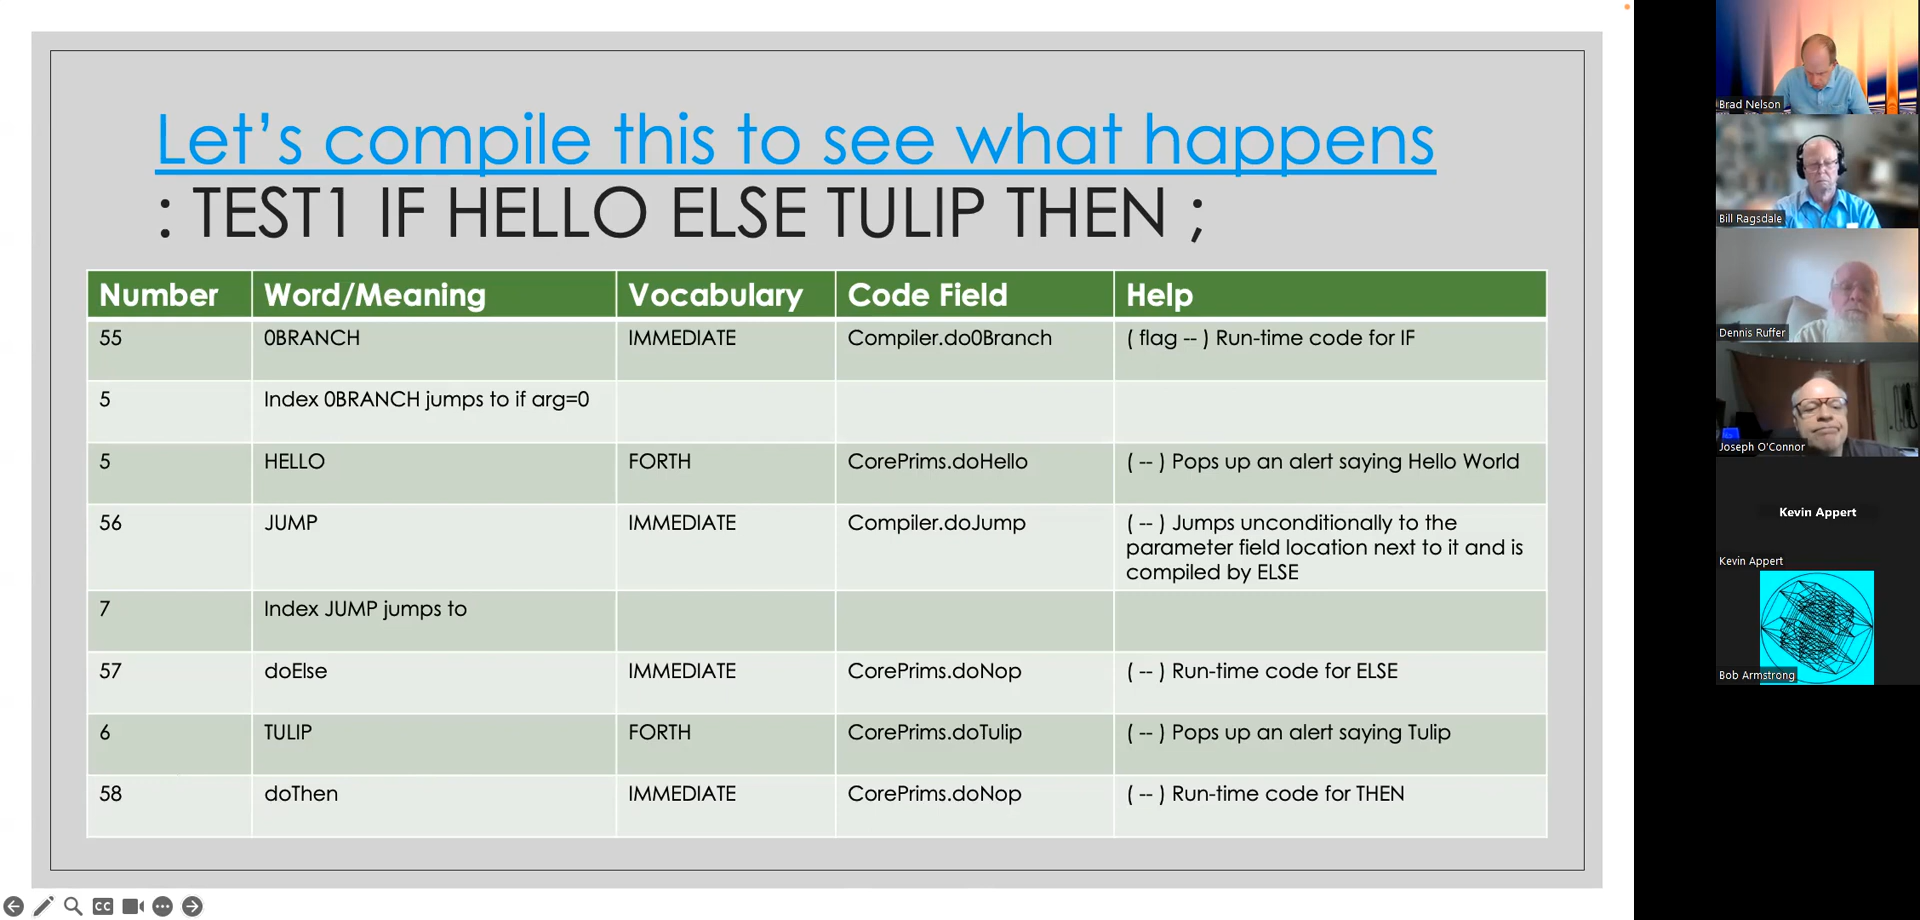 Let's compile this to see what happens
: TEST1 IF HELLO ELSE TULIP THEN ;
Number Word/Meaning Vocabulary Code Field Help
55 0BRANCH IMMEDIATE Compiler.do0Branch ( flag -- ) Run-time code for IF
5 Index 0BRANCH jumps to if arg=0
5 HELLO FORTH CorePrims.doHello ( -- ) Pops up an alert saying Hello World
56 JUMP IMMEDIATE Compiler.doJump ( -- ) Jumps unconditionally to the
parameter field location next to it and is
compiled by ELSE
7 Index JUMP jumps to
57 doElse IMMEDIATE CorePrims.doNop ( -- ) Run-time code for ELSE
6 TULIP FORTH CorePrims.doTulip ( -- ) Pops up an alert saying Tulip
58 doThen IMMEDIATE CorePrims.doNop ( -- ) Run-time code for THEN
CC
Brad Nelson
Bill Ragsdale
Dennis Ruffer
Joseph O'Connor
Kevin Appert
Kevin Appert
Bob Armstrong